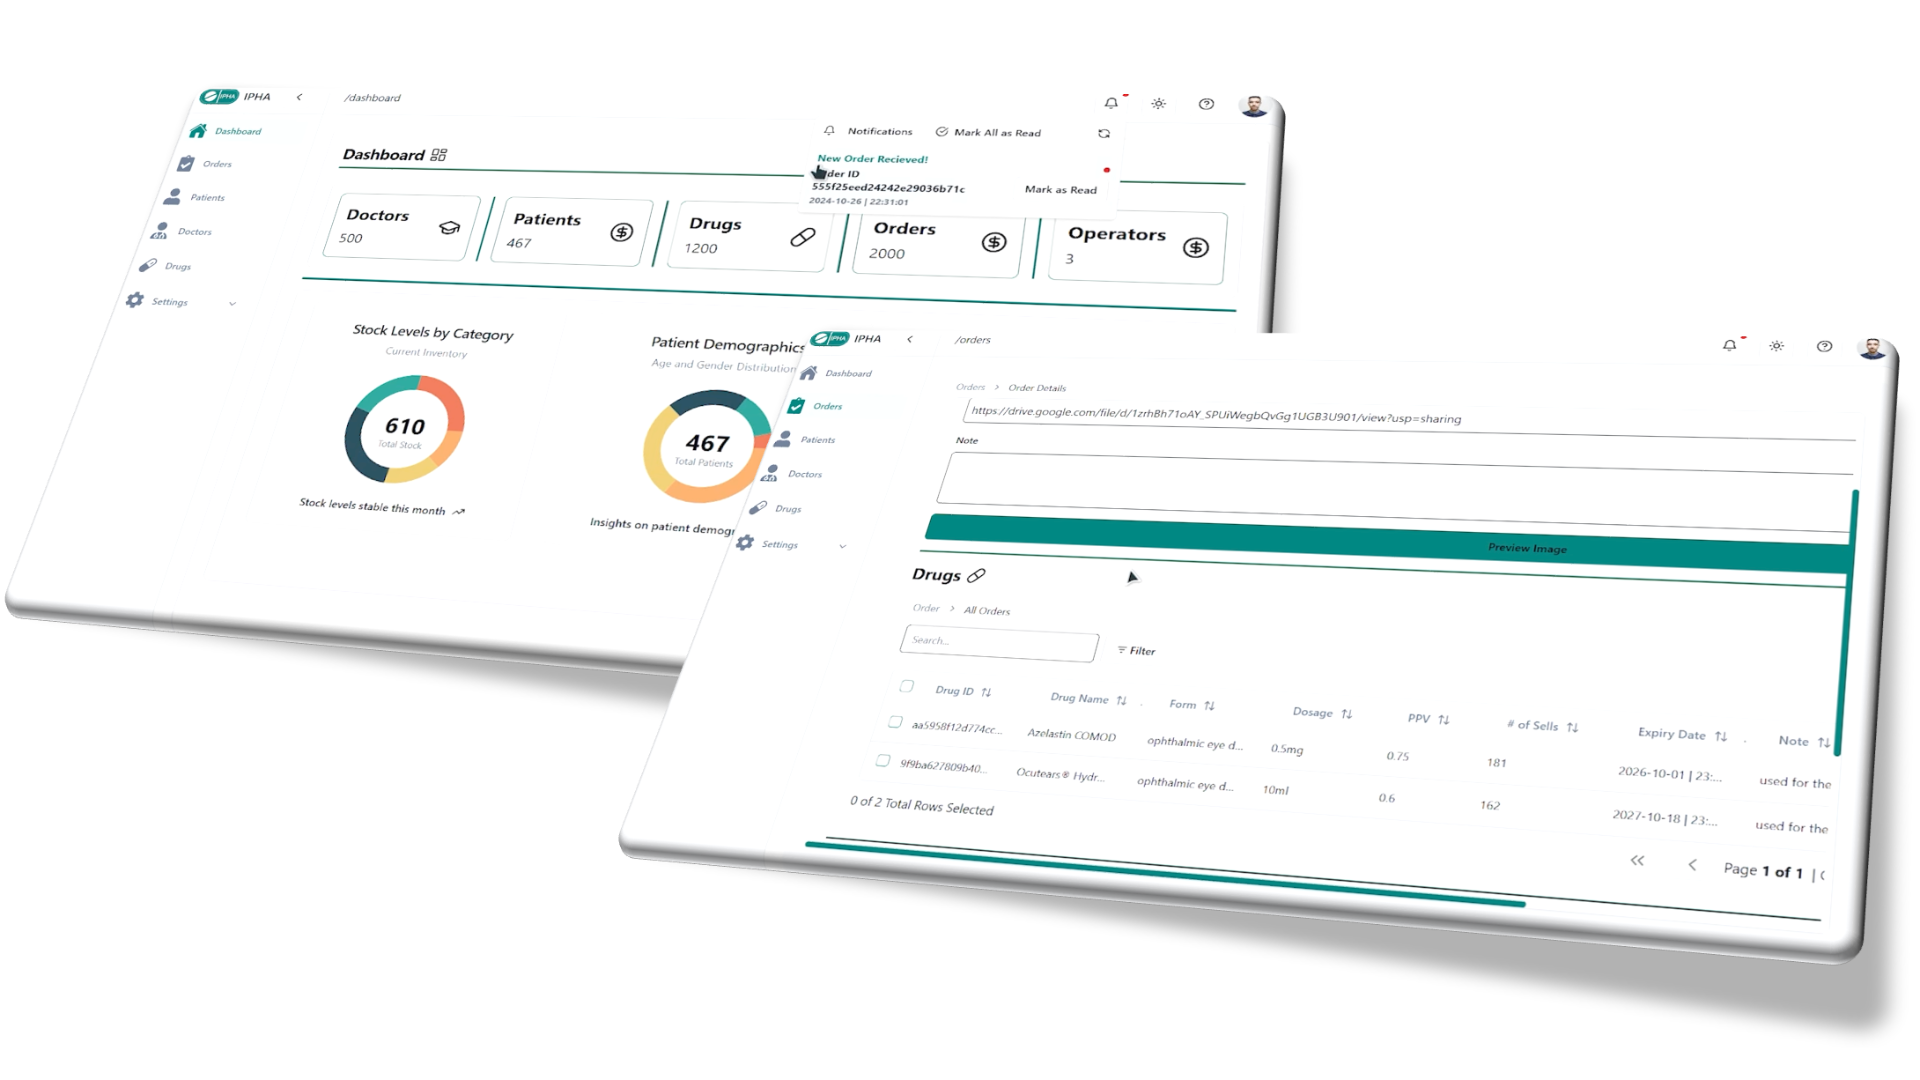 IPHA IPHA
/dashboard
Dashboard
Orders
Patients
Doctors
Drugs
Settings
Dashboard
Notifications
Mark All as Read
New Order Recieved!
der ID
555f25eed24242e29036b71c
Mark as Read
2024-10-26 | 22:31:01
Doctors
500
Patients
467
Drugs
1200
Orders
2000
Operators
3
Stock Levels by Category
Current Inventory
610
Total Stock
Stock levels stable this month
Patient Demographics
Age and Gender Distribution
467
Total Patients
Insights on patient demogr
IPHA IPHA
/orders
Dashboard
Orders
Patients
Doctors
Drugs
Settings
Orders > Order Details
https://drive.google.com/file/d/1zrhBh71oAY_SPUiWegbQvGg1UGB3U901/view?usp=sharing
Note
Preview Image
Drugs
Order > All Orders
Search...
Filter
Drug ID Drug Name Form Dosage PPV # of Sells Expiry Date Note
aa5958f12d774cc... Azelastin COMOD ophthalmic eye d... 0.5mg 0.75 181 2026-10-01 | 23:... used for the
9f9ba627809b40... Ocutears® Hydr... ophthalmic eye d... 10ml 0.6 162 2027-10-18 | 23:... used for the
0 of 2 Total Rows Selected
Page 1 of 1 |